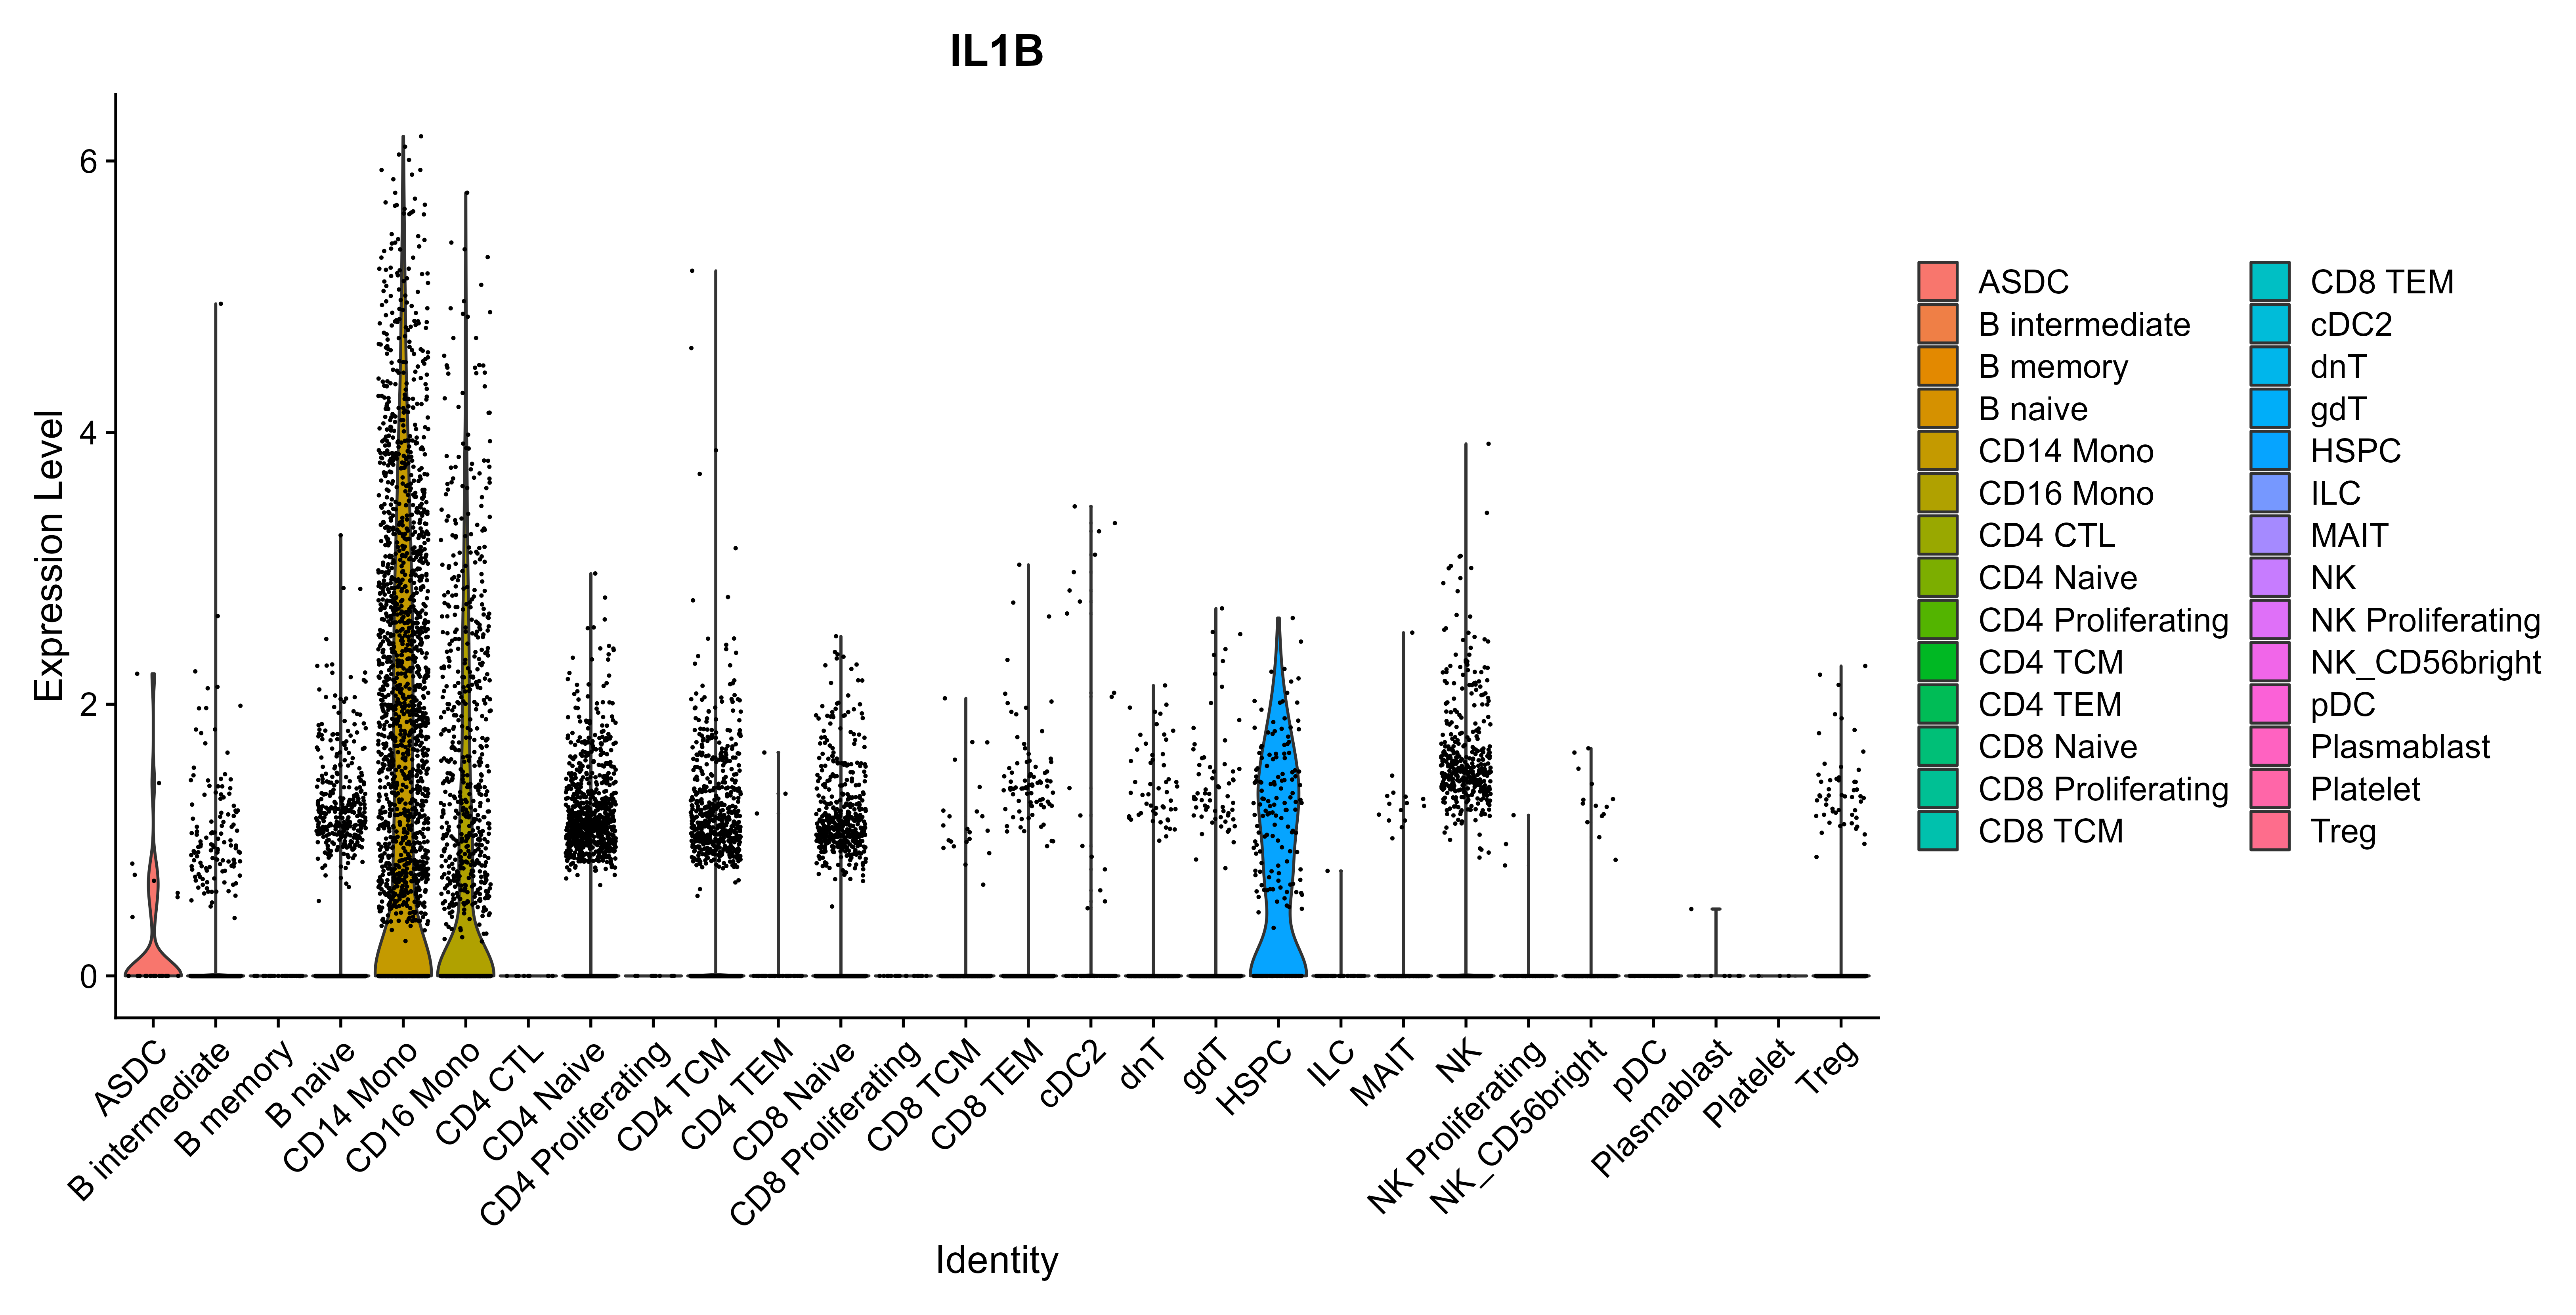 IL1B
Expression Level
6
4
2
0
ASDC
B intermediate
B memory
B naive
CD14 Mono
CD16 Mono
CD4 CTL
CD4 Naive
CD4 Proliferating
CD4 TCM
CD4 TEM
CD8 Naive
CD8 Proliferating
CD8 TCM
CD8 TEM
cDC2
dnT
gdT
HSPC
ILC
MAIT
NK
NK Proliferating
NK_CD56bright
pDC
Plasmablast
Platelet
Treg
Identity
ASDC
B intermediate
B memory
B naive
CD14 Mono
CD16 Mono
CD4 CTL
CD4 Naive
CD4 Proliferating
CD4 TCM
CD4 TEM
CD8 Naive
CD8 Proliferating
CD8 TCM
CD8 TEM
cDC2
dnT
gdT
HSPC
ILC
MAIT
NK
NK Proliferating
NK_CD56bright
pDC
Plasmablast
Platelet
Treg